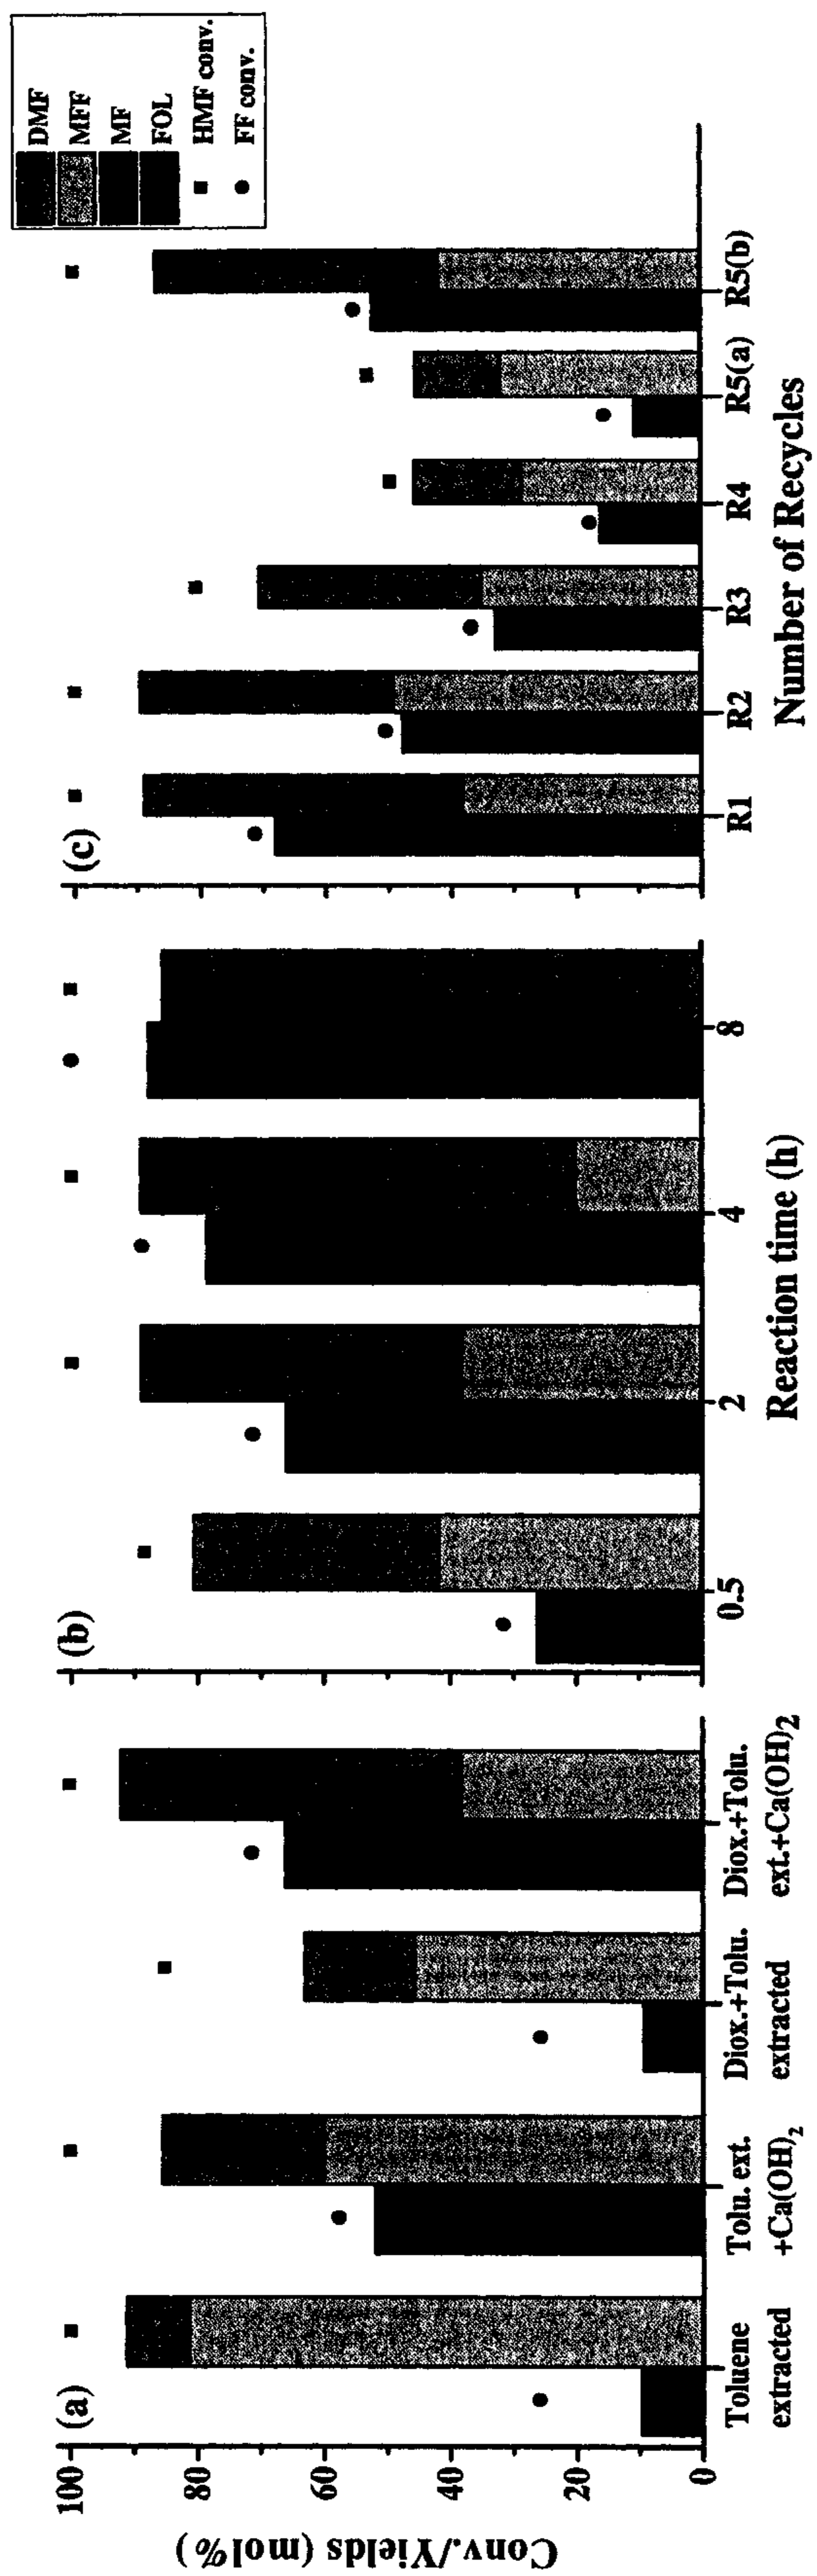 DMF
MFF
MF
FOL
HMF conv.
FF conv.
Conv./Yields (mol%)
(a)
100
80
60
40
20
0
Toluene
extracted
Tolu. ext.
+Ca(OH)2
Diox.+Tolu.
extracted
Diox.+Tolu.
ext.+Ca(OH)2
(b)
0.5
2
4
8
Reaction time (h)
(c)
R1
R2
R3
R4
R5(a)
R5(b)
Number of Recycles